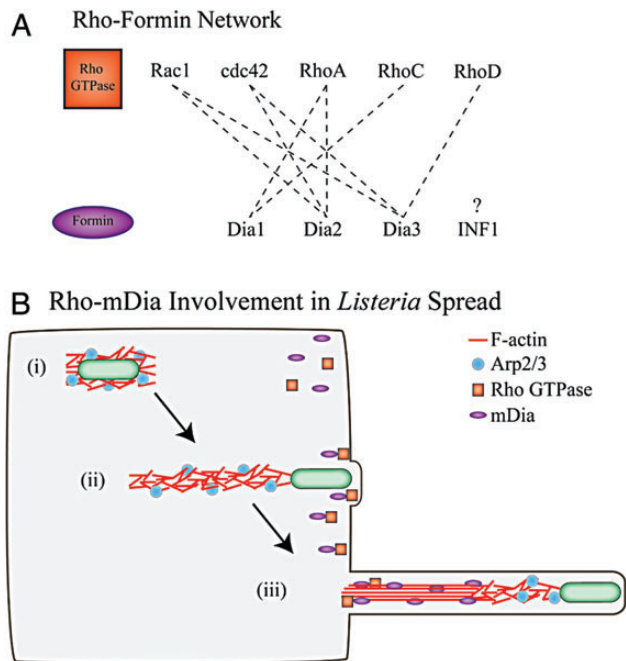 A Rho-Formin Network
Rho
GTPase
Rac1 cdc42 RhoA RhoC RhoD
?
Formin
Dia1 Dia2 Dia3 INF1
B Rho-mDia Involvement in Listeria Spread
F-actin
Arp2/3
Rho GTPase
mDia
(i)
(ii)
(iii)